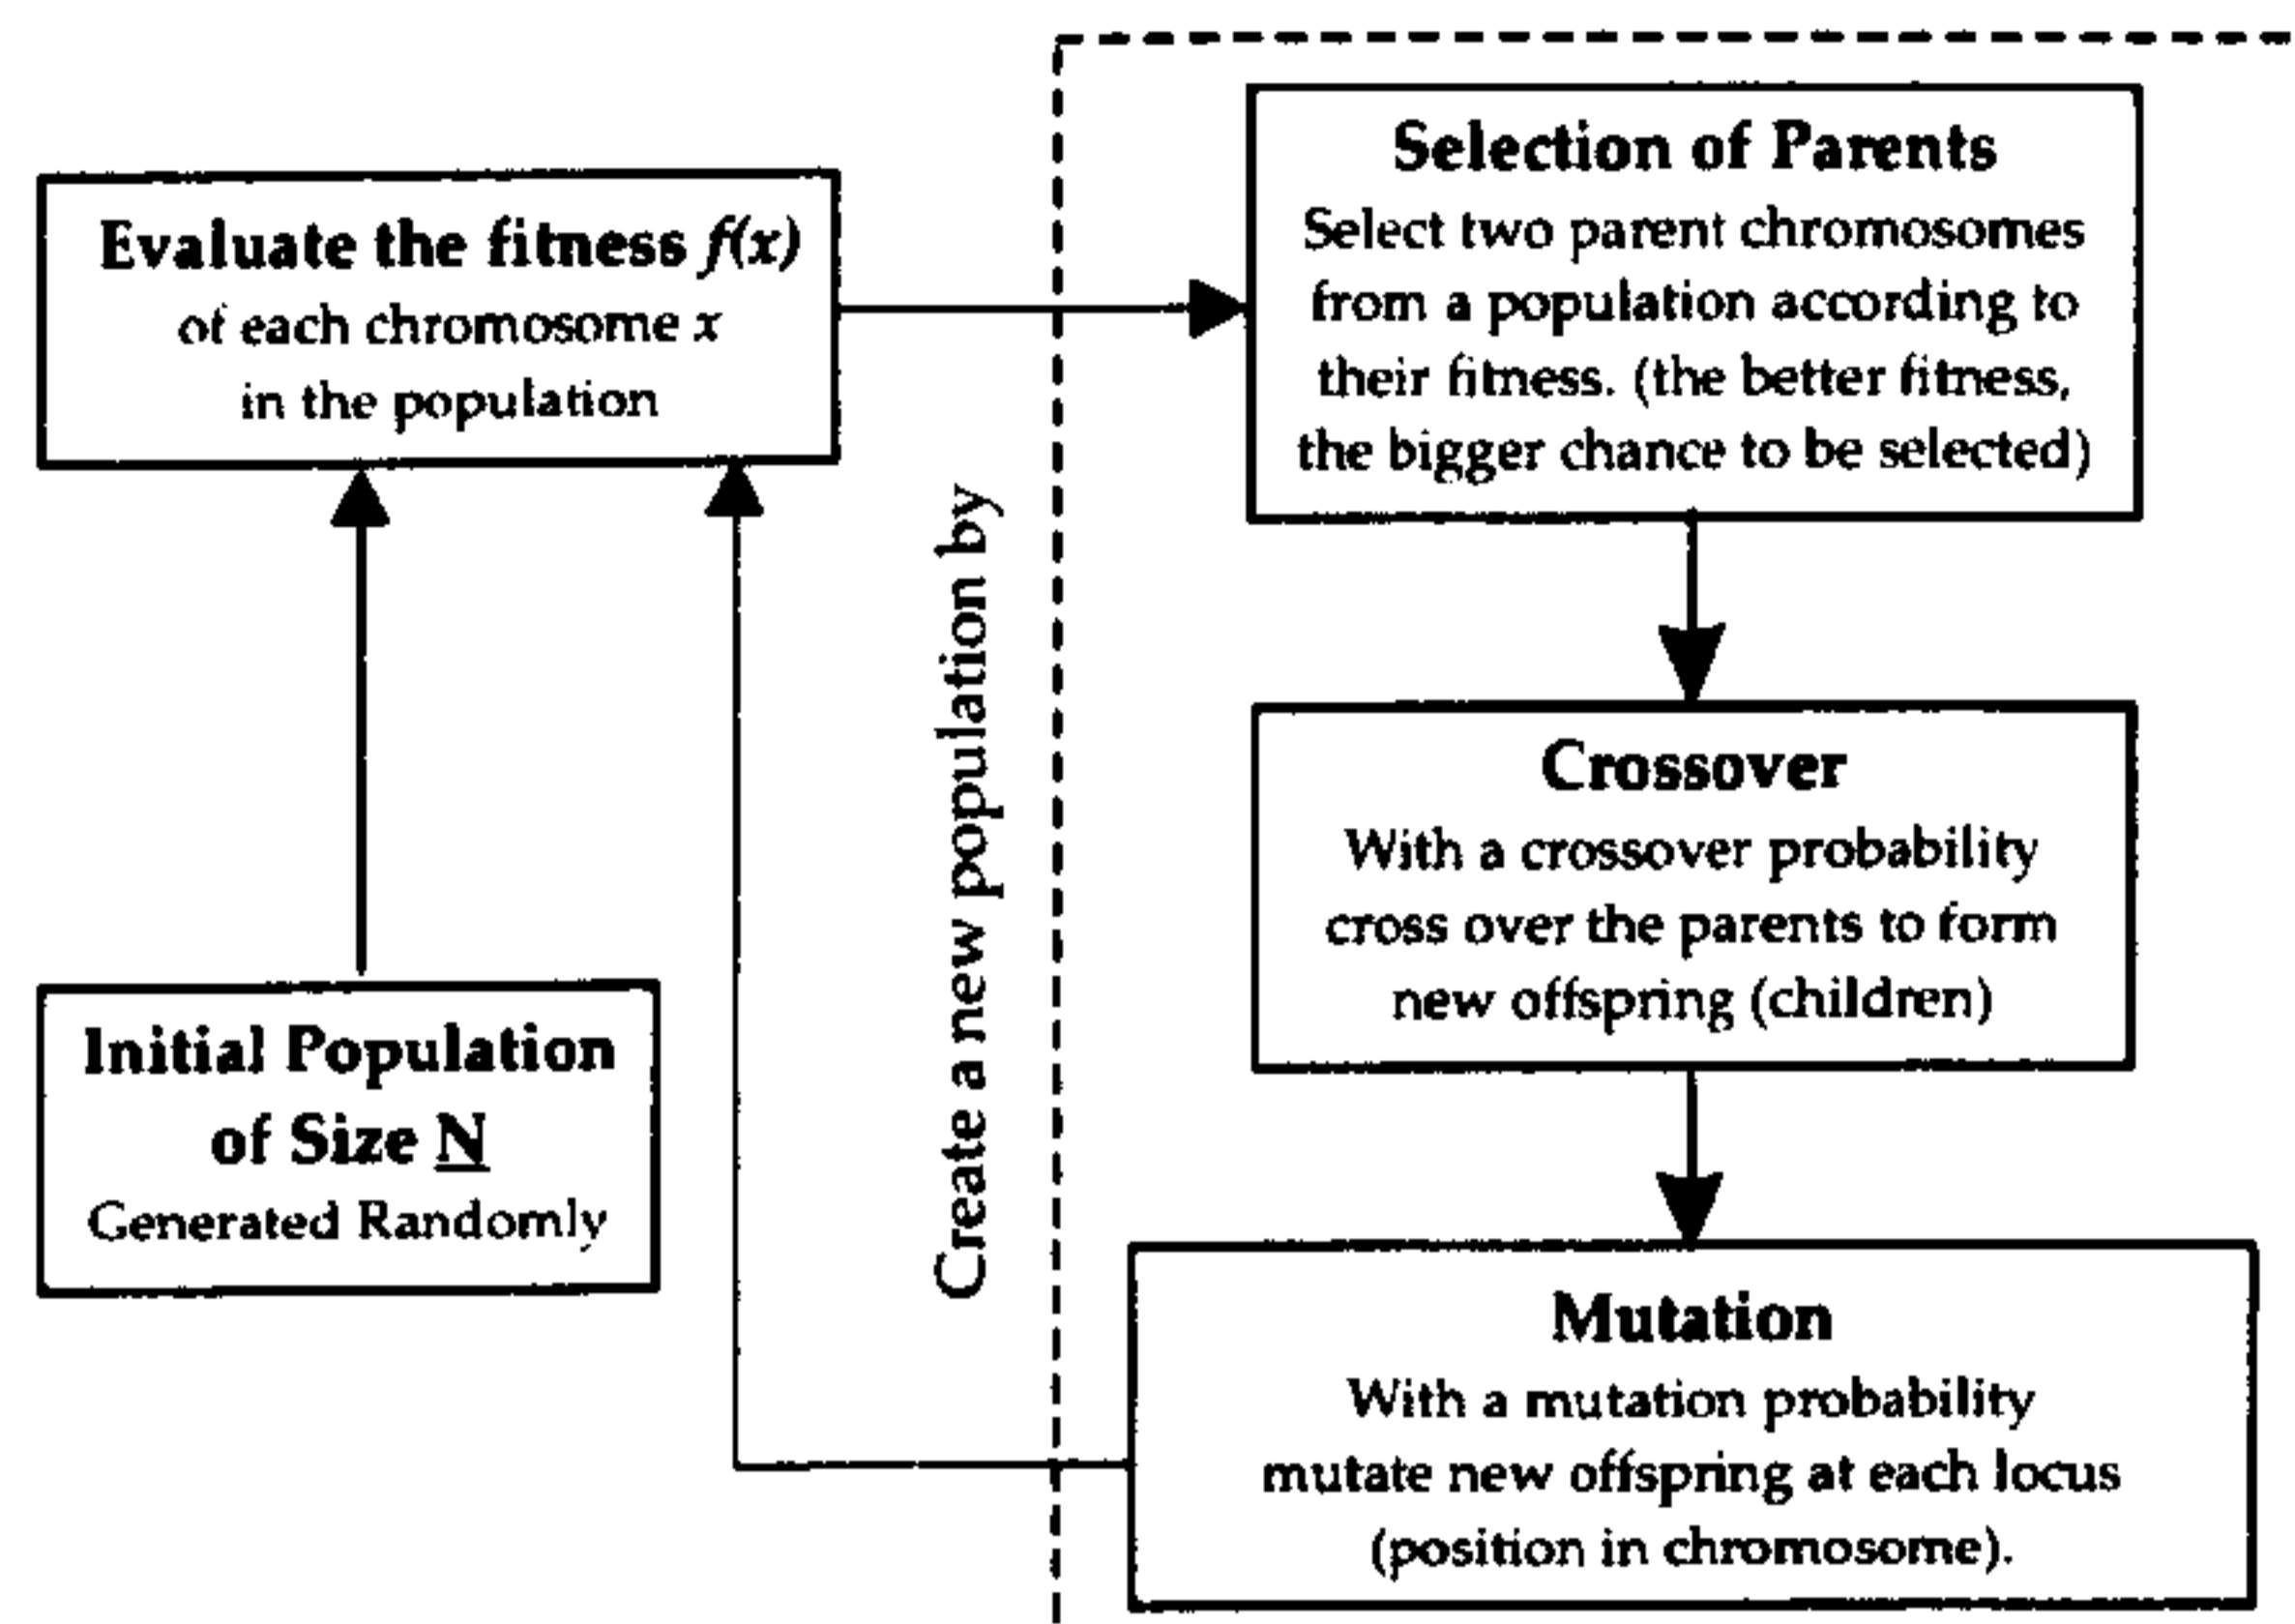 Evaluate the fitness f(x)
of each chromosome x
in the population
Initial Population
of Size N
Generated Randomly
Create a new population by
Selection of Parents
Select two parent chromosomes
from a population according to
their fitness. (the better fitness,
the bigger chance to be selected)
Crossover
With a crossover probability
cross over the parents to form
new offspring (children)
Mutation
With a mutation probability
mutate new offspring at each locus
(position in chromosome).